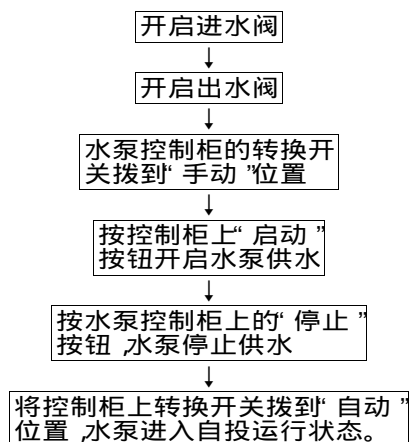 开启进水阀
开启出水阀
水泵控制柜的转换开
关拨到“手动”位置
按控制柜上“启动”
按钮开启水泵供水
按水泵控制柜上的“停止”
按钮,水泵停止供水
将控制柜上转换开关拨到“自动”
位置,水泵进入自投运行状态。